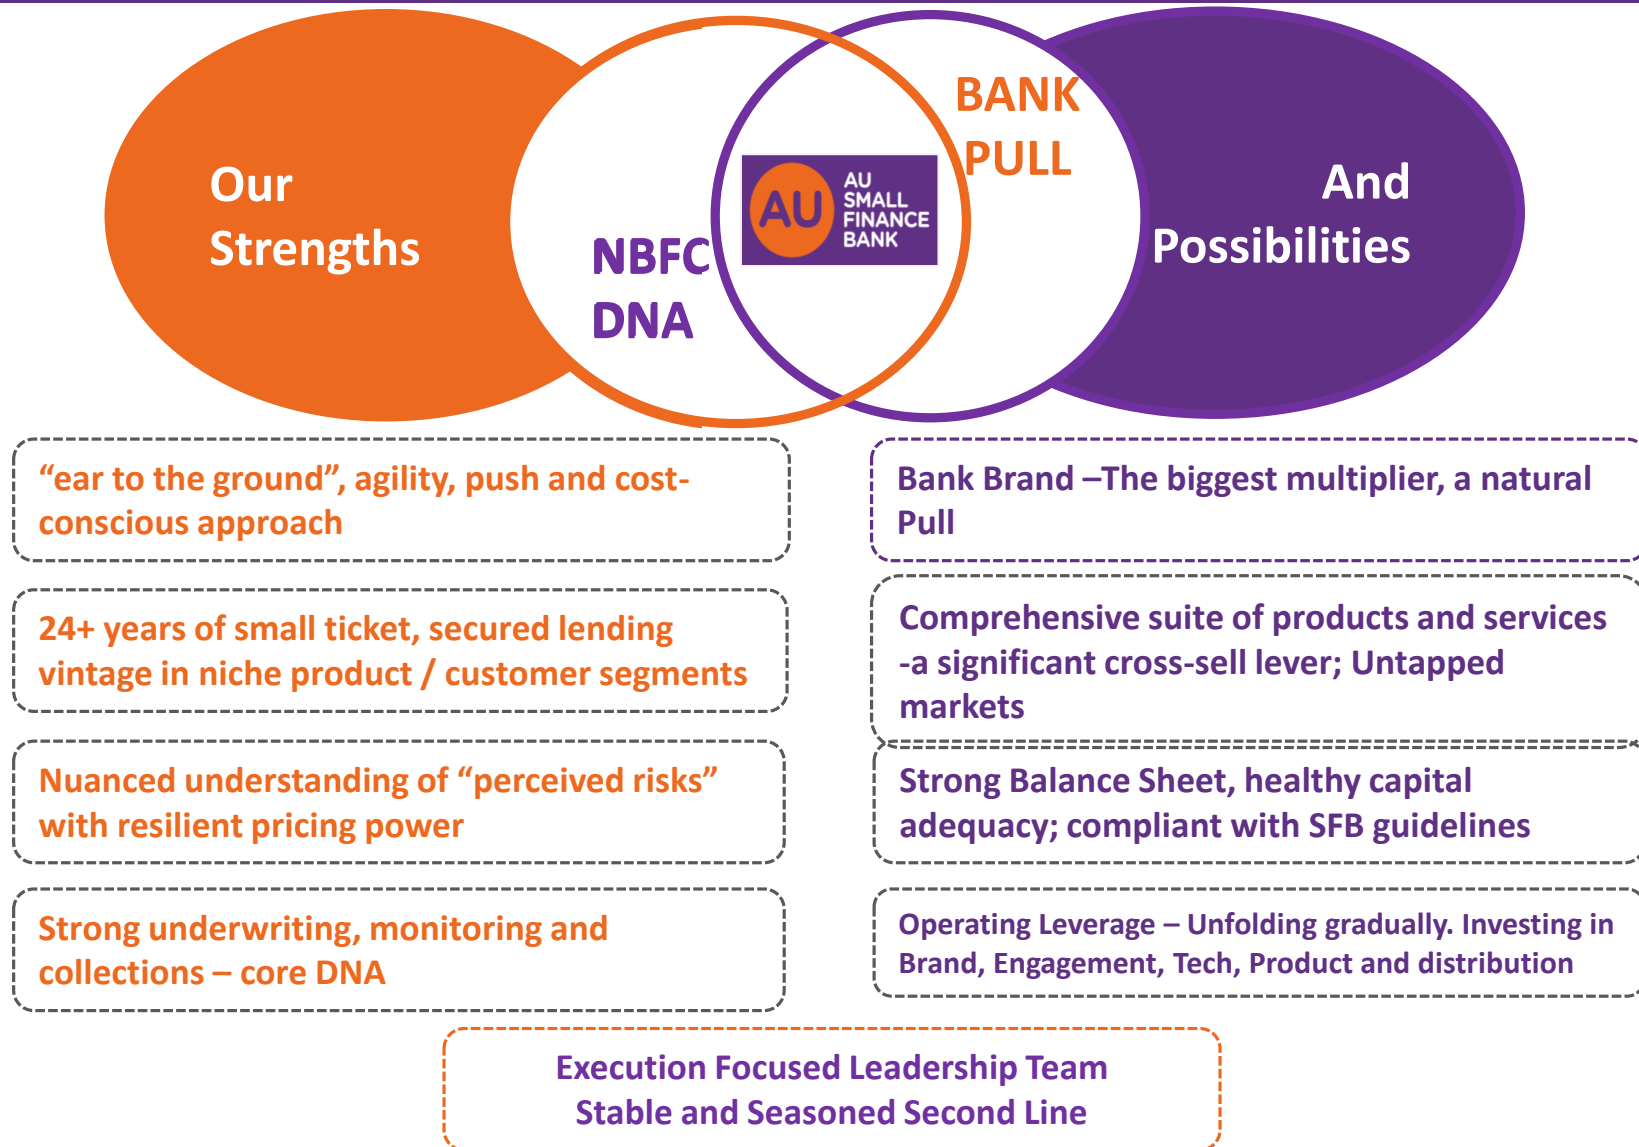 Our
Strengths
NBFC
DNA
AU
AU
SMALL
FINANCE
BANK
BANK
PULL
And
Possibilities
“ear to the ground”, agility, push and cost-
conscious approach
24+ years of small ticket, secured lending
vintage in niche product / customer segments
Nuanced understanding of “perceived risks”
with resilient pricing power
Strong underwriting, monitoring and
collections – core DNA
Bank Brand –The biggest multiplier, a natural
Pull
Comprehensive suite of products and services
-a significant cross-sell lever; Untapped
markets
Strong Balance Sheet, healthy capital
adequacy; compliant with SFB guidelines
Operating Leverage – Unfolding gradually. Investing in
Brand, Engagement, Tech, Product and distribution
Execution Focused Leadership Team
Stable and Seasoned Second Line